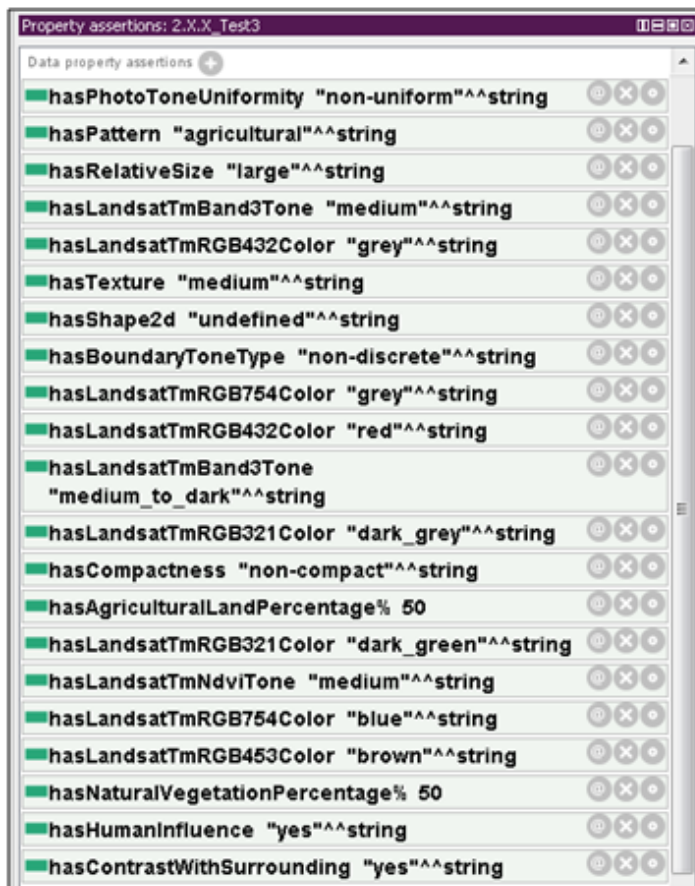 Property assertions: 2.X.X_Test3
Data property assertions
hasPhotoToneUniformity "non-uniform"^^string
hasPattern "agricultural"^^string
hasRelativeSize "large"^^string
hasLandsatTmBand3Tone "medium"^^string
hasLandsatTmRGB432Color "grey"^^string
hasTexture "medium"^^string
hasShape2d "undefined"^^string
hasBoundaryToneType "non-discrete"^^string
hasLandsatTmRGB754Color "grey"^^string
hasLandsatTmRGB432Color "red"^^string
hasLandsatTmBand3Tone
"medium_to_dark"^^string
hasLandsatTmRGB321Color "dark_grey"^^string
hasCompactness "non-compact"^^string
hasAgriculturalLandPercentage% 50
hasLandsatTmRGB321Color "dark_green"^^string
hasLandsatTmNdviTone "medium"^^string
hasLandsatTmRGB754Color "blue"^^string
hasLandsatTmRGB453Color "brown"^^string
hasNaturalVegetationPercentage% 50
hasHumanInfluence "yes"^^string
hasContrastWithSurrounding "yes"^^string